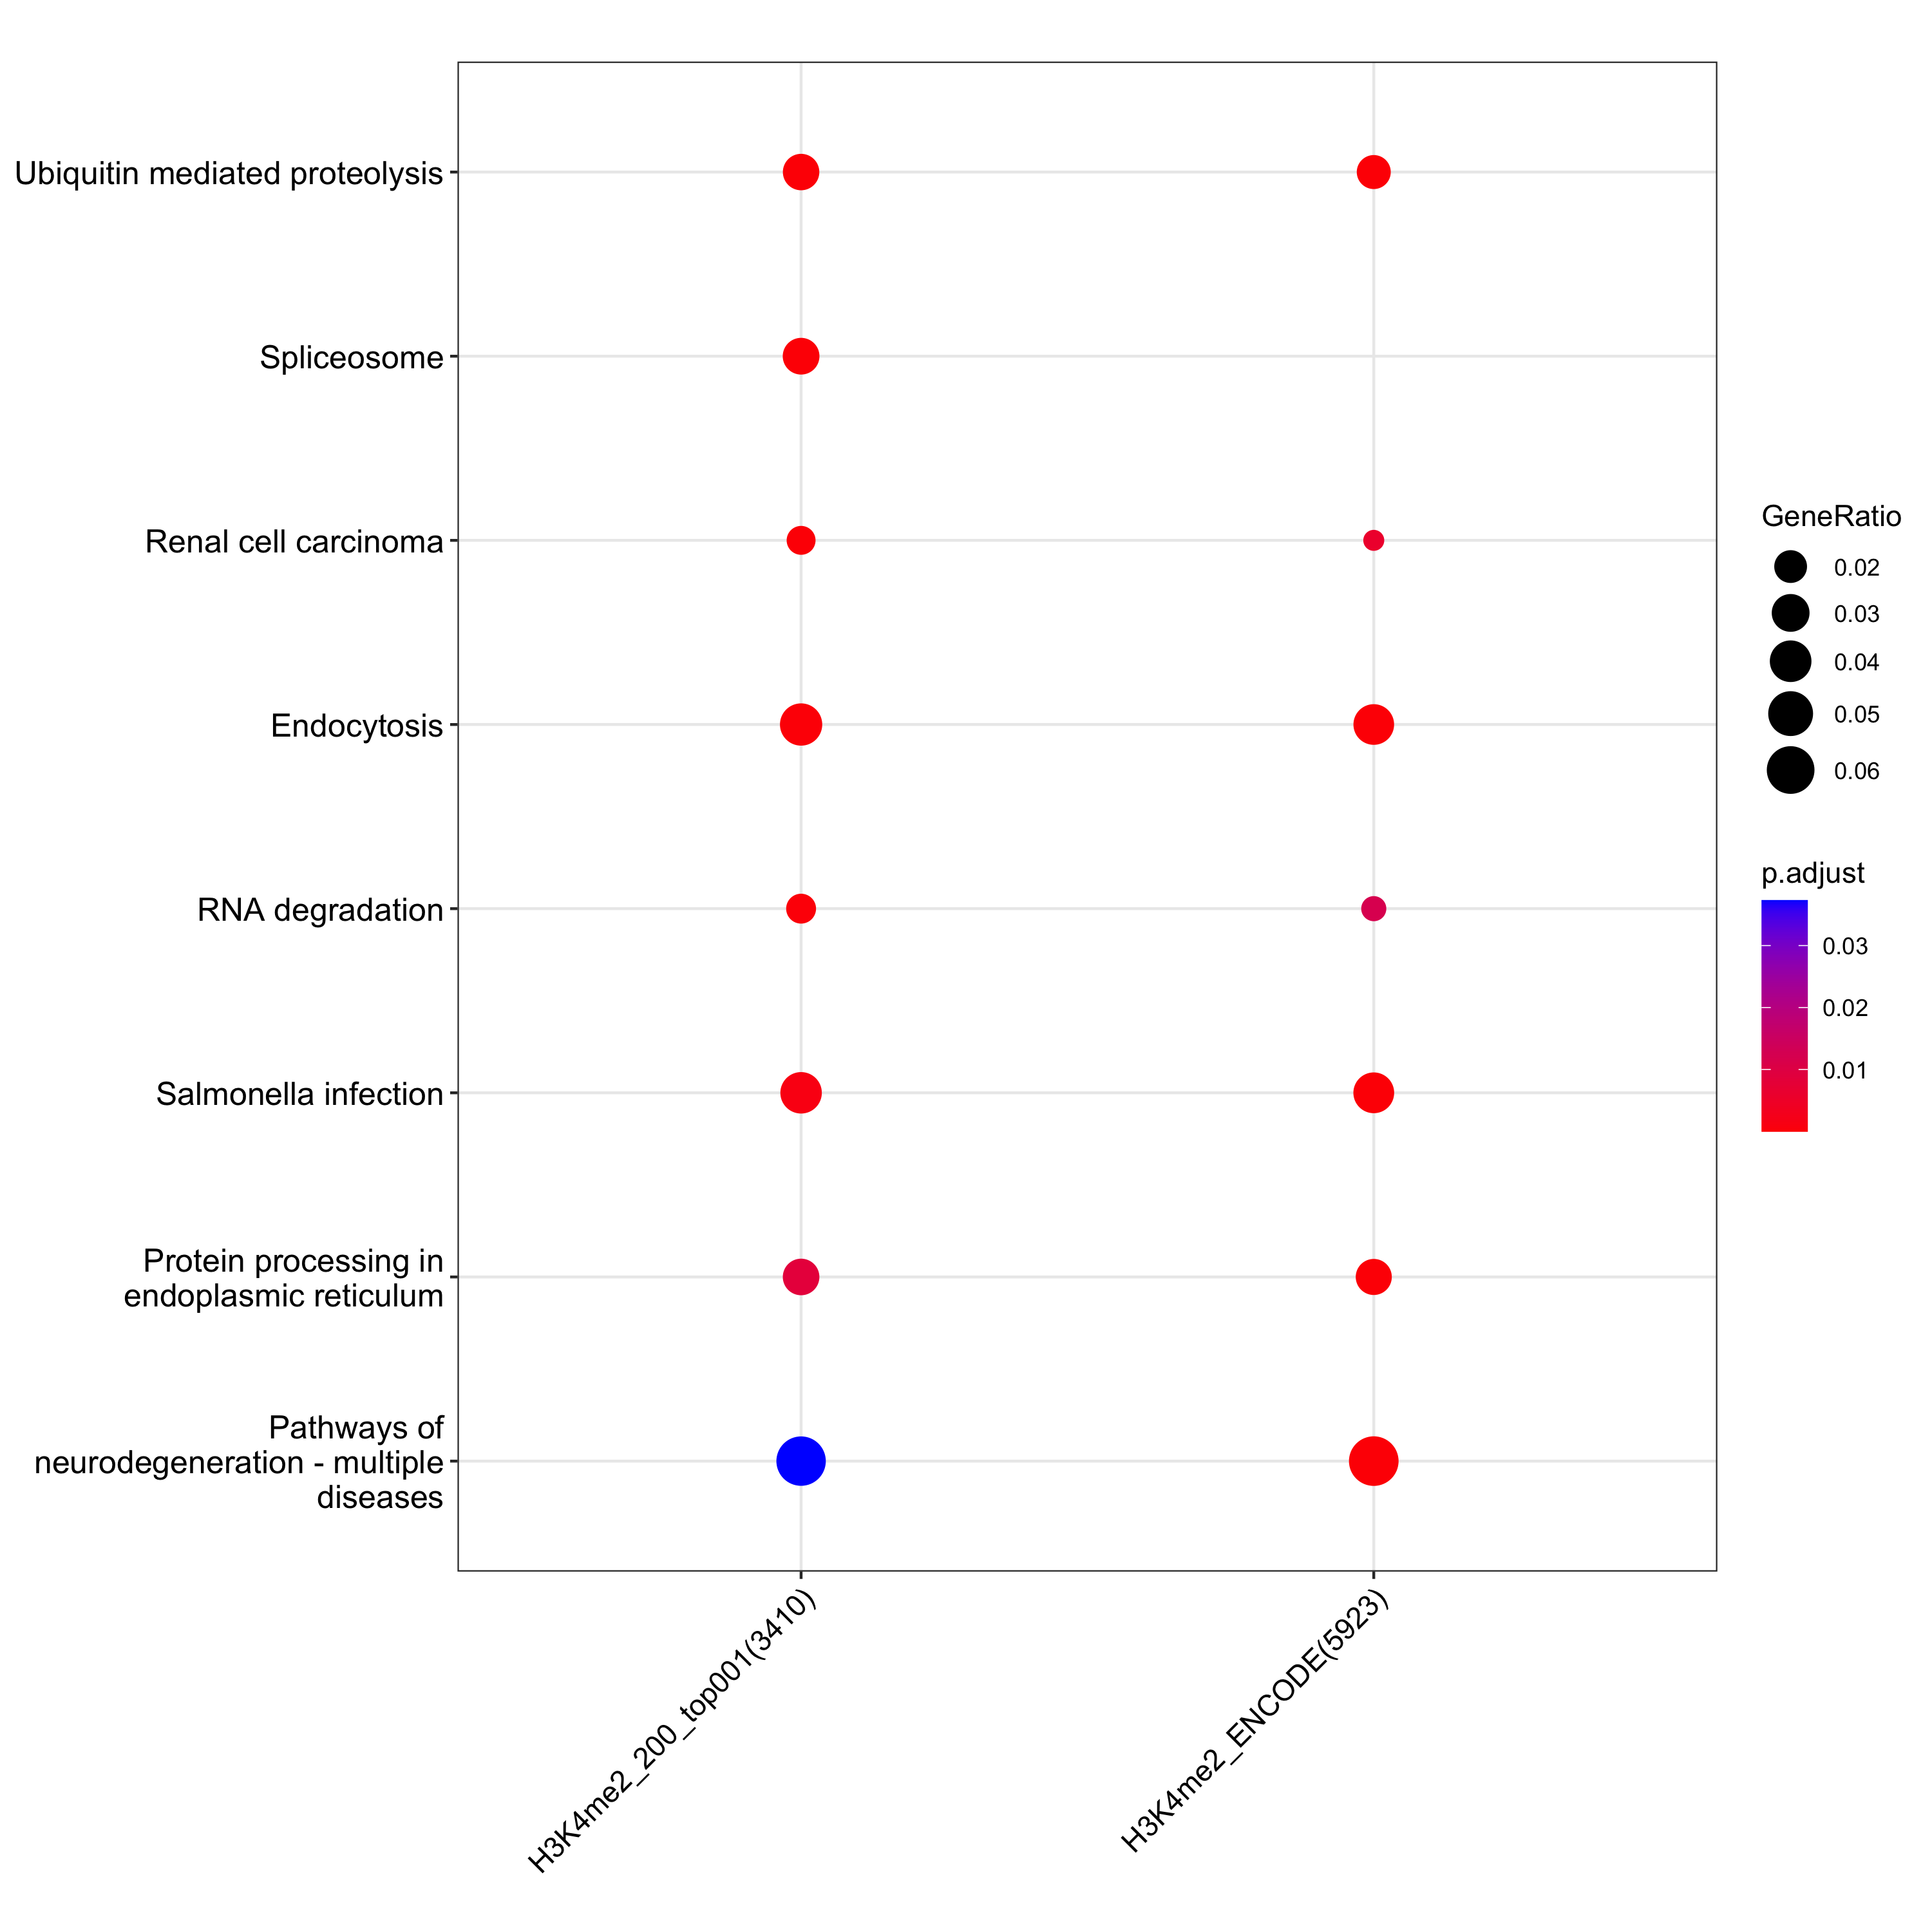 Ubiquitin mediated proteolysis
Spliceosome
Renal cell carcinoma
Endocytosis
RNA degradation
Salmonella infection
Protein processing in
endoplasmic reticulum
Pathways of
neurodegeneration - multiple
diseases
H3K4me2_200_top001(3410)
H3K4me2_ENCODE(5923)
GeneRatio
0.02
0.03
0.04
0.05
0.06
p.adjust
0.03
0.02
0.01